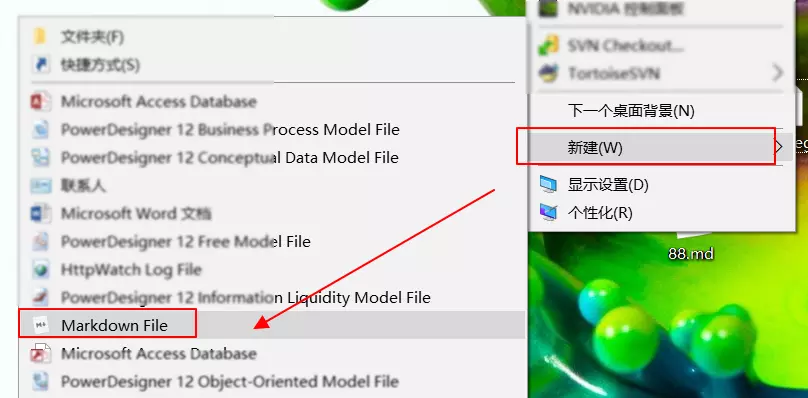 文件夹(F)
快捷方式(S)
Microsoft Access Database
PowerDesigner 12 Business Process Model File
PowerDesigner 12 Conceptual Data Model File
联系人
Microsoft Word 文档
PowerDesigner 12 Free Model File
HttpWatch Log File
PowerDesigner 12 Information Liquidity Model File
Markdown File
Microsoft Access Database
PowerDesigner 12 Object-Oriented Model File
NVIDIA 控制面板
SVN Checkout...
TortoiseSVN
下一个桌面背景(N)
新建(W)
显示设置(D)
个性化(R)
88.md